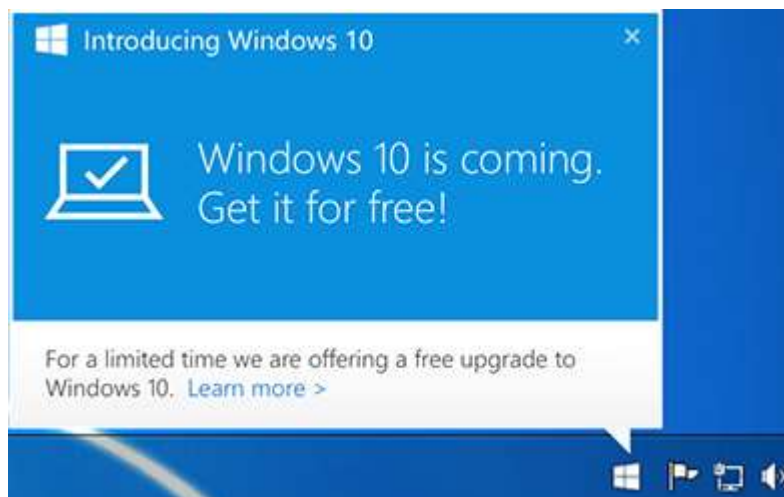 Introducing Windows 10
Windows 10 is coming.
Get it for free!
For a limited time we are offering a free upgrade to
Windows 10. Learn more >